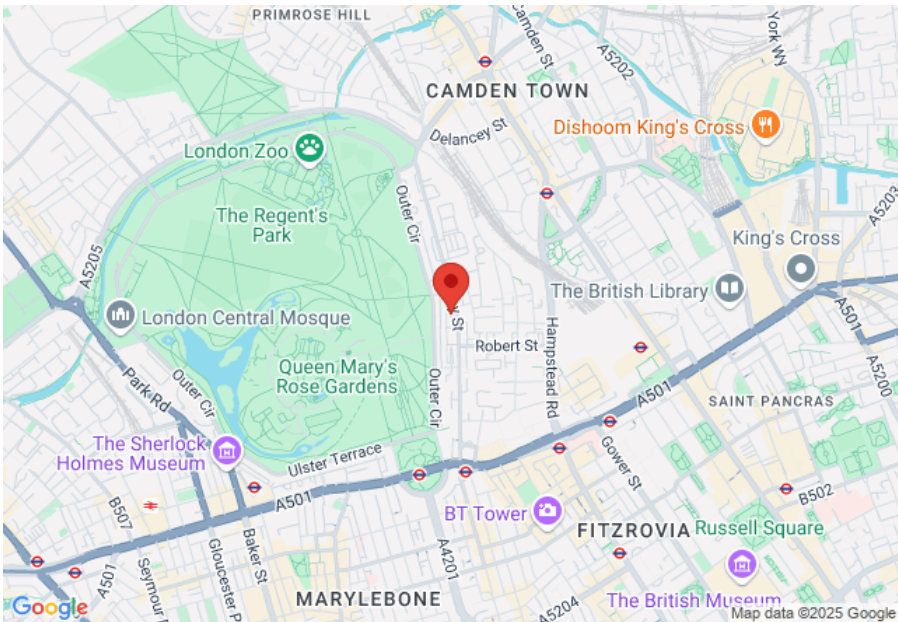 PRIMROSE HILL
Camden St
A5202
York Wy
CAMDEN TOWN
Delancey St
Dishoom King's Cross
London Zoo
Outer Cir
The Regent's
Park
A5203
King's Cross
A5205
The British Library
London Central Mosque
St
Robert St
Hampstead Rd
A501
A5200
Queen Mary's
Rose Gardens
Park Rd
Outer Cir
Outer Cir
A501
SAINT PANCRAS
The Sherlock
Holmes Museum
Ulster Terrace
Gower St
A501
B507
B502
BT Tower
FITZROVIA
Russell Square
Baker St
A4201
Gloucester P
Seymour
A501
MARYLEBONE
A5204
The British Museum
Google
Map data ©2025 Google